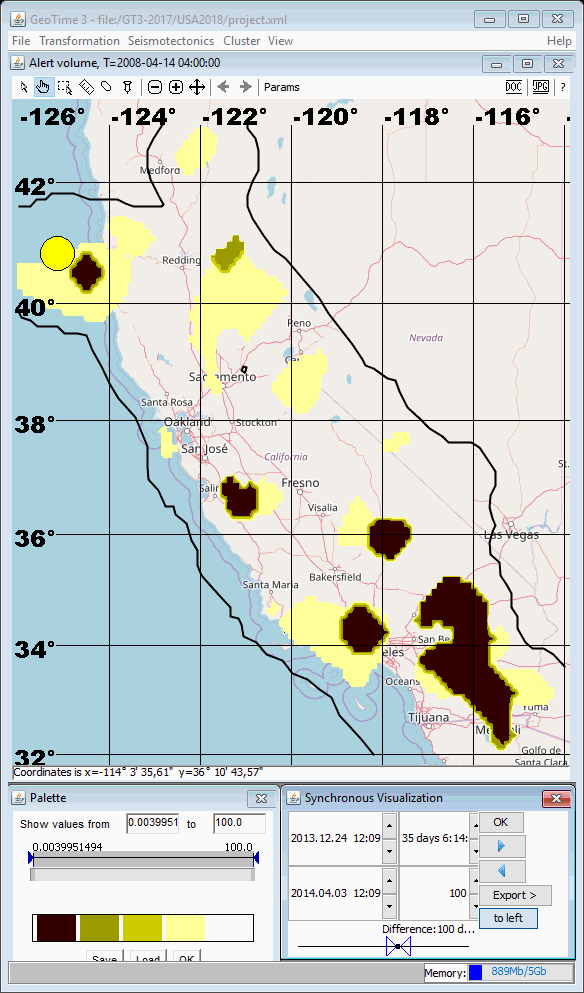 GeoTime 3 - file:/GT3-2017/USA2018/project.xml
File Transformation Seismotectonics Cluster View Help
Alert volume, T=2008-04-14 04:00:00
Params DOC JPG ?
-126° -124° -122° -120° -118° -116°
Medford
42°
Redding
40°
Reno
Nevada
Sacramento
Santa Rosa
38°
Oakland
Stockton
San José
California
St.
Fresno
Salin
Visalia
36°
Las Vegas
Bakersfield
Santa Maria
34°
San Be
eles
Oceans
Yuma
Tijuana
Me li
Golfo de
Santa Clara
32°
Coordinates is x=-114° 3' 35,61" y=36° 10' 43,57"
Palette
Show values from 0.0039951 to 100.0
0.0039951494 100.0
Save Load OK
Synchronous Visualization
2013.12.24 12:09 35 days 6:14: OK
2014.04.03 12:09 100
Export >
to left
Difference: 100 d...
Memory: 889Mb/5Gb